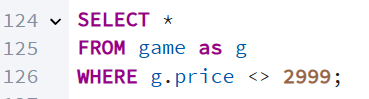 124 SELECT *
125 FROM game as g
126 WHERE g.price <> 2999;